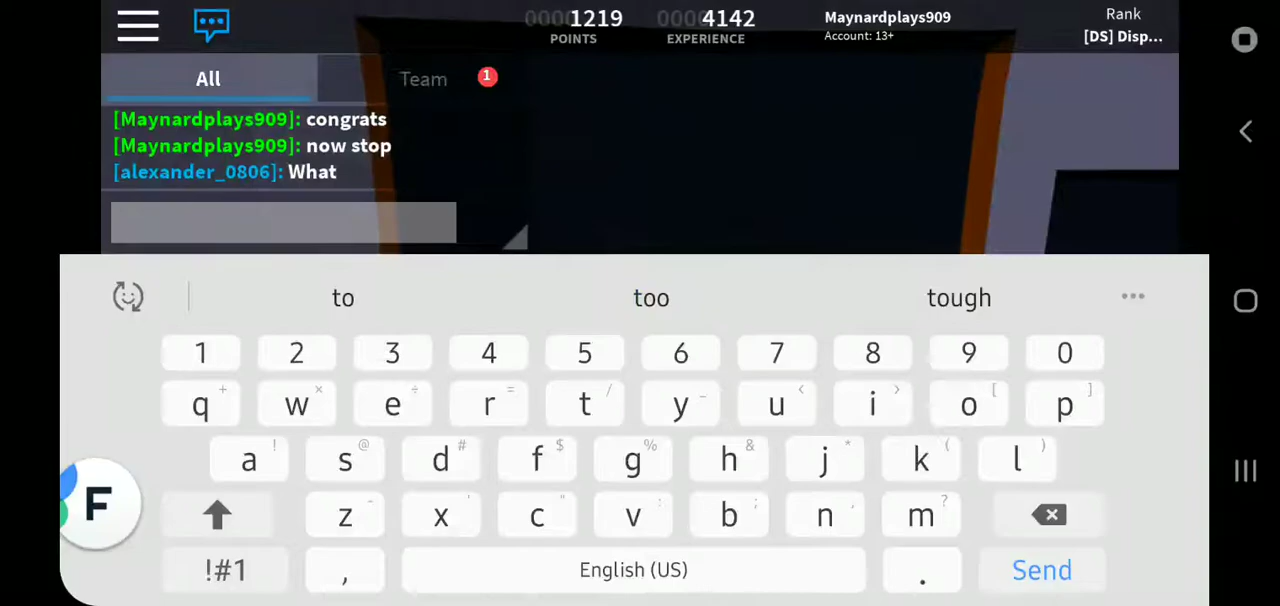 00001219 00004142 Maynardplays909 Rank
POINTS EXPERIENCE Account: 13+ [DS] Disp...
All Team 1
[Maynardplays909]: congrats
[Maynardplays909]: now stop
[alexander_0806]: What
to too tough ...
1 2 3 4 5 6 7 8 9 0
q + w × e ÷ r = t / y _ u < i > o [ p ]
a ! s @ d # f $ g % h & j * k ( l )
F z - x ' c " v : b ; n , m ?
!#1 , English (US) . Send